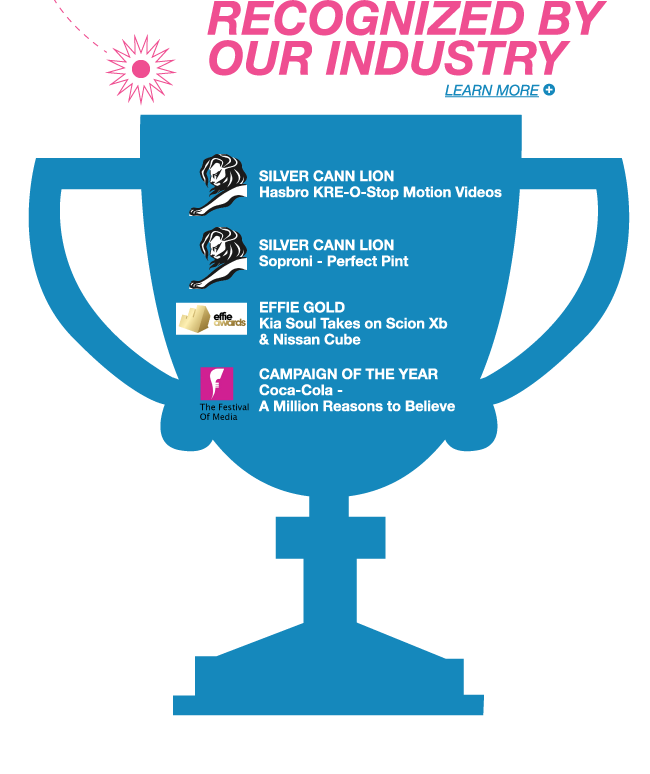 RECOGNIZED BY
OUR INDUSTRY
LEARN MORE
SILVER CANN LION
Hasbro KRE-O-Stop Motion Videos
SILVER CANN LION
Soproni - Perfect Pint
effie
awards
EFFIE GOLD
Kia Soul Takes on Scion Xb
& Nissan Cube
The Festival
Of Media
CAMPAIGN OF THE YEAR
Coca-Cola -
A Million Reasons to Believe